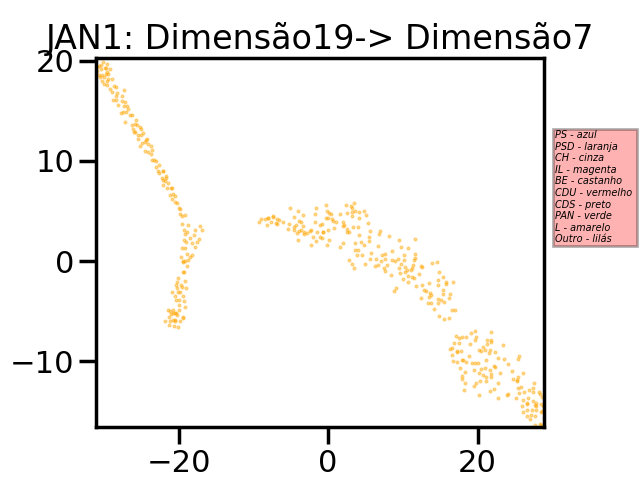 JAN1: Dimensão19-> Dimensão7
20
10
0
−10
−20
0
20
PS - azul
PSD - laranja
CH - cinza
IL - magenta
BE - castanho
CDU - vermelho
CDS - preto
PAN - verde
L - amarelo
Outro - lilás